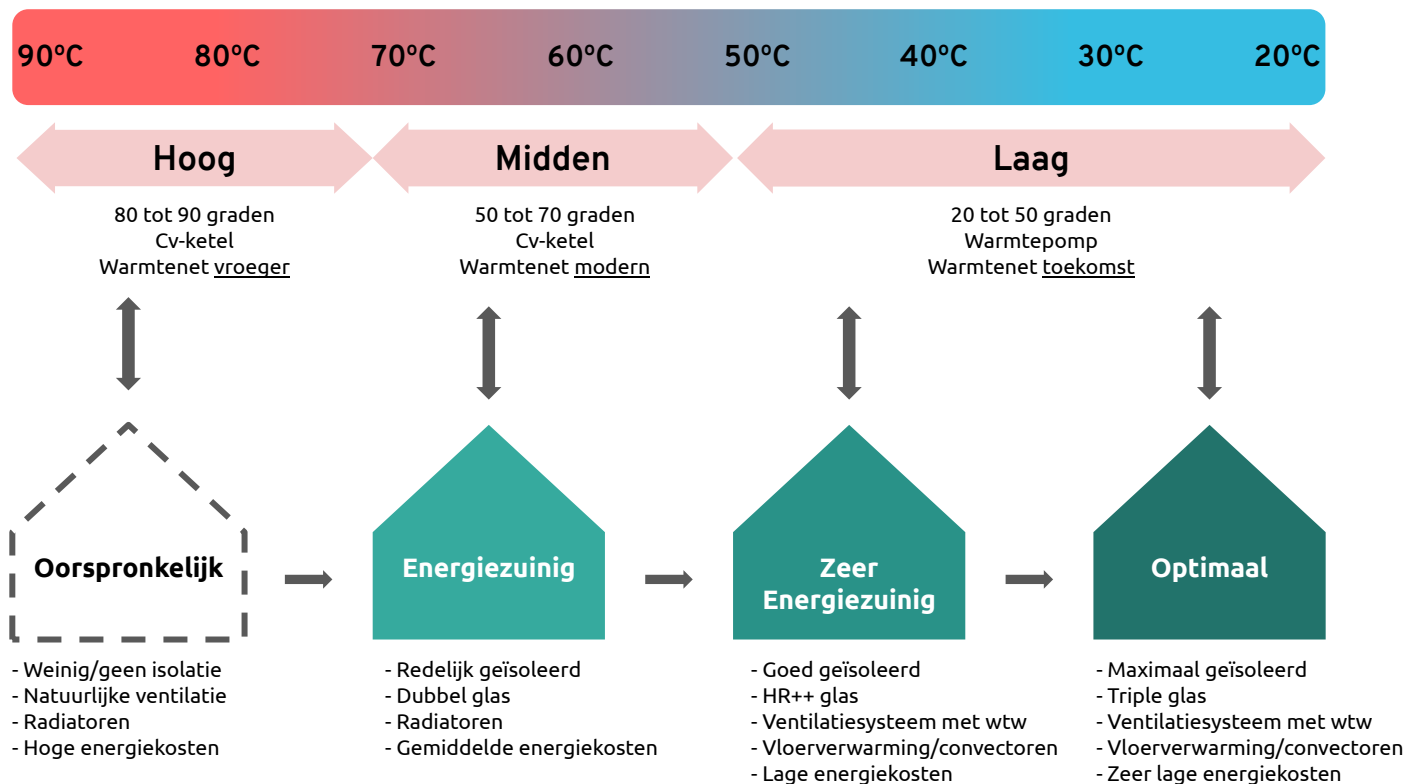 90°C 80°C 70°C 60°C 50°C 40°C 30°C 20°C
Hoog
80 tot 90 graden
Cv-ketel
Warmtenet vroeger
Midden
50 tot 70 graden
Cv-ketel
Warmtenet modern
Laag
20 tot 50 graden
Warmtepomp
Warmtenet toekomst
Oorspronkelijk
- Weinig/geen isolatie
- Natuurlijke ventilatie
- Radiatoren
- Hoge energiekosten
Energiezuinig
- Redelijk geïsoleerd
- Dubbel glas
- Radiatoren
- Gemiddelde energiekosten
Zeer
Energiezuinig
- Goed geïsoleerd
- HR++ glas
- Ventilatiesysteem met wtw
- Vloerverwarming/convectoren
- Lage energiekosten
Optimaal
- Maximaal geïsoleerd
- Triple glas
- Ventilatiesysteem met wtw
- Vloerverwarming/convectoren
- Zeer lage energiekosten